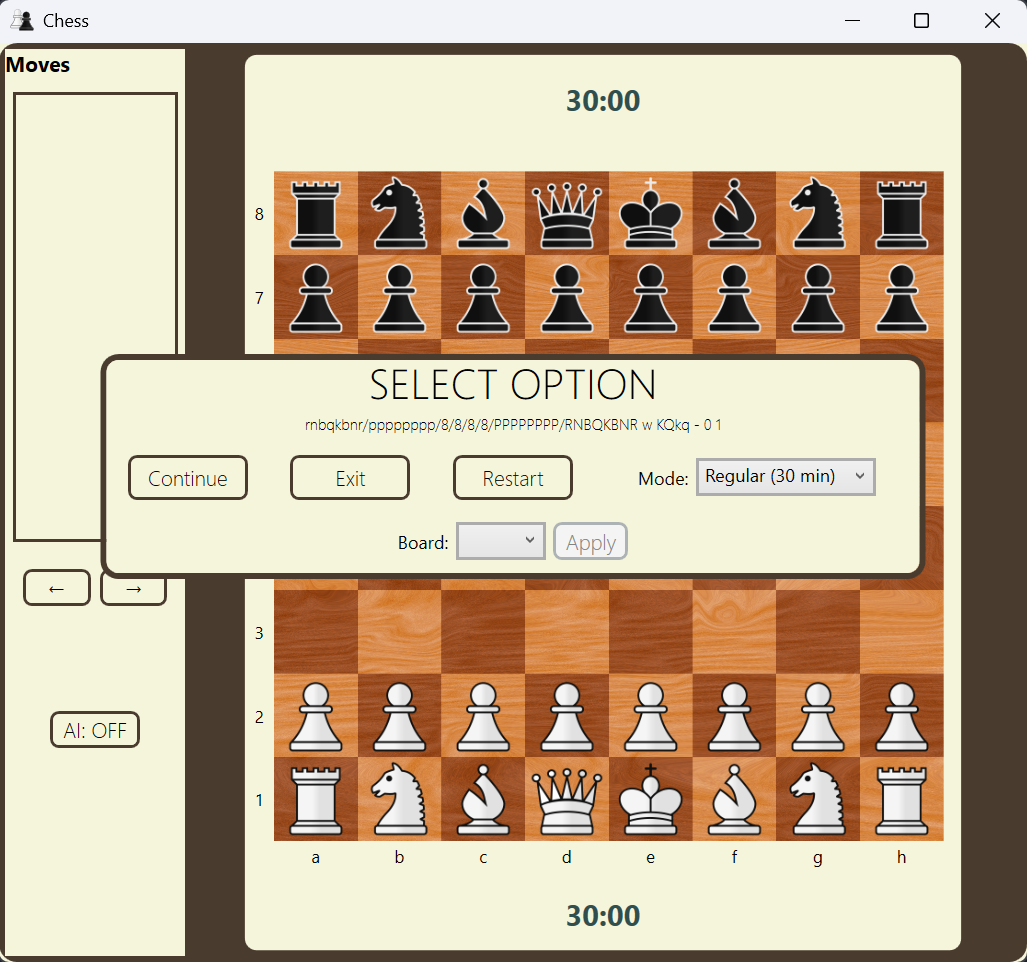 Chess
Moves
30:00
8
7
SELECT OPTION
rnbqkbnr/pppppppp/8/8/8/8/PPPPPPPP/RNBQKBNR w KQkq - 0 1
Continue
Exit
Restart
Mode:
Regular (30 min)
Board:
Apply
← →
3
AI: OFF
2
1
a b c d e f g h
30:00